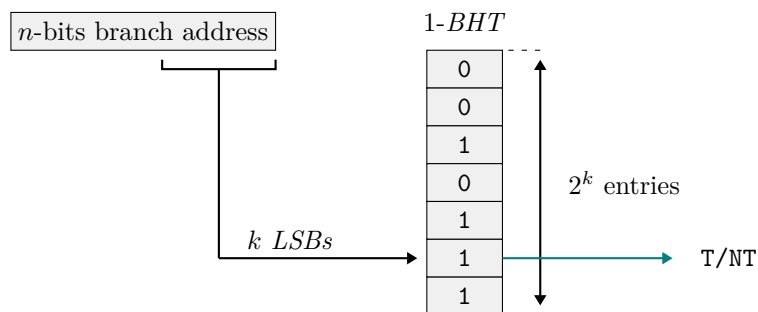 n-bits branch address
1-BHT
0
0
1
0
2^k entries
1
k LSBs
1
T/NT
1